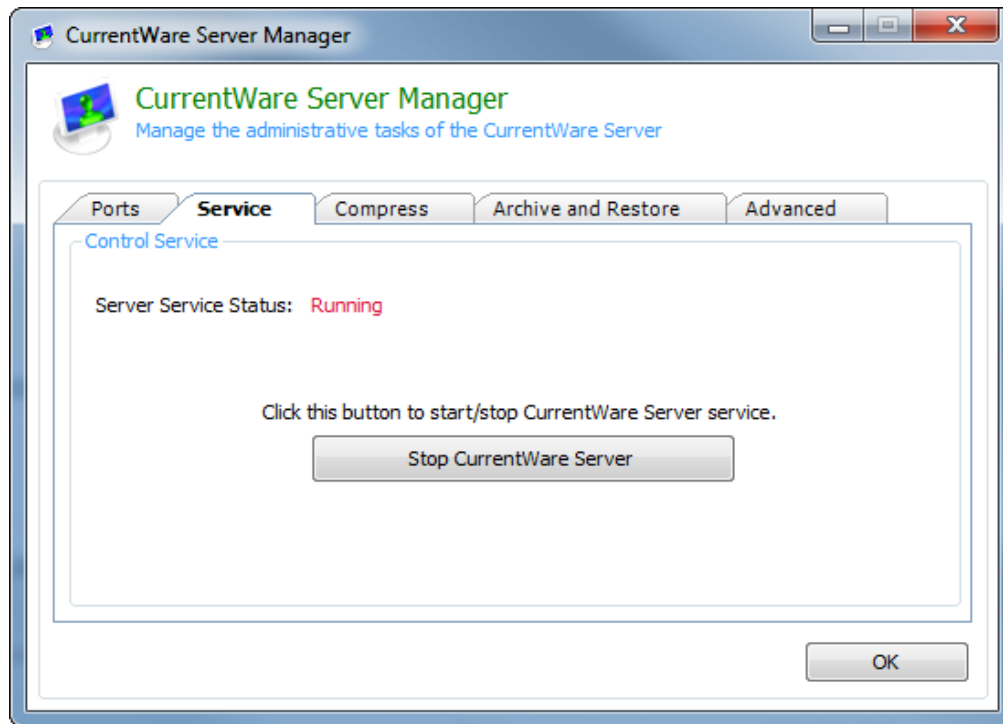 CurrentWare Server Manager
CurrentWare Server Manager
Manage the administrative tasks of the CurrentWare Server
Ports Service Compress Archive and Restore Advanced
Control Service
Server Service Status: Running
Click this button to start/stop CurrentWare Server service.
Stop CurrentWare Server
OK